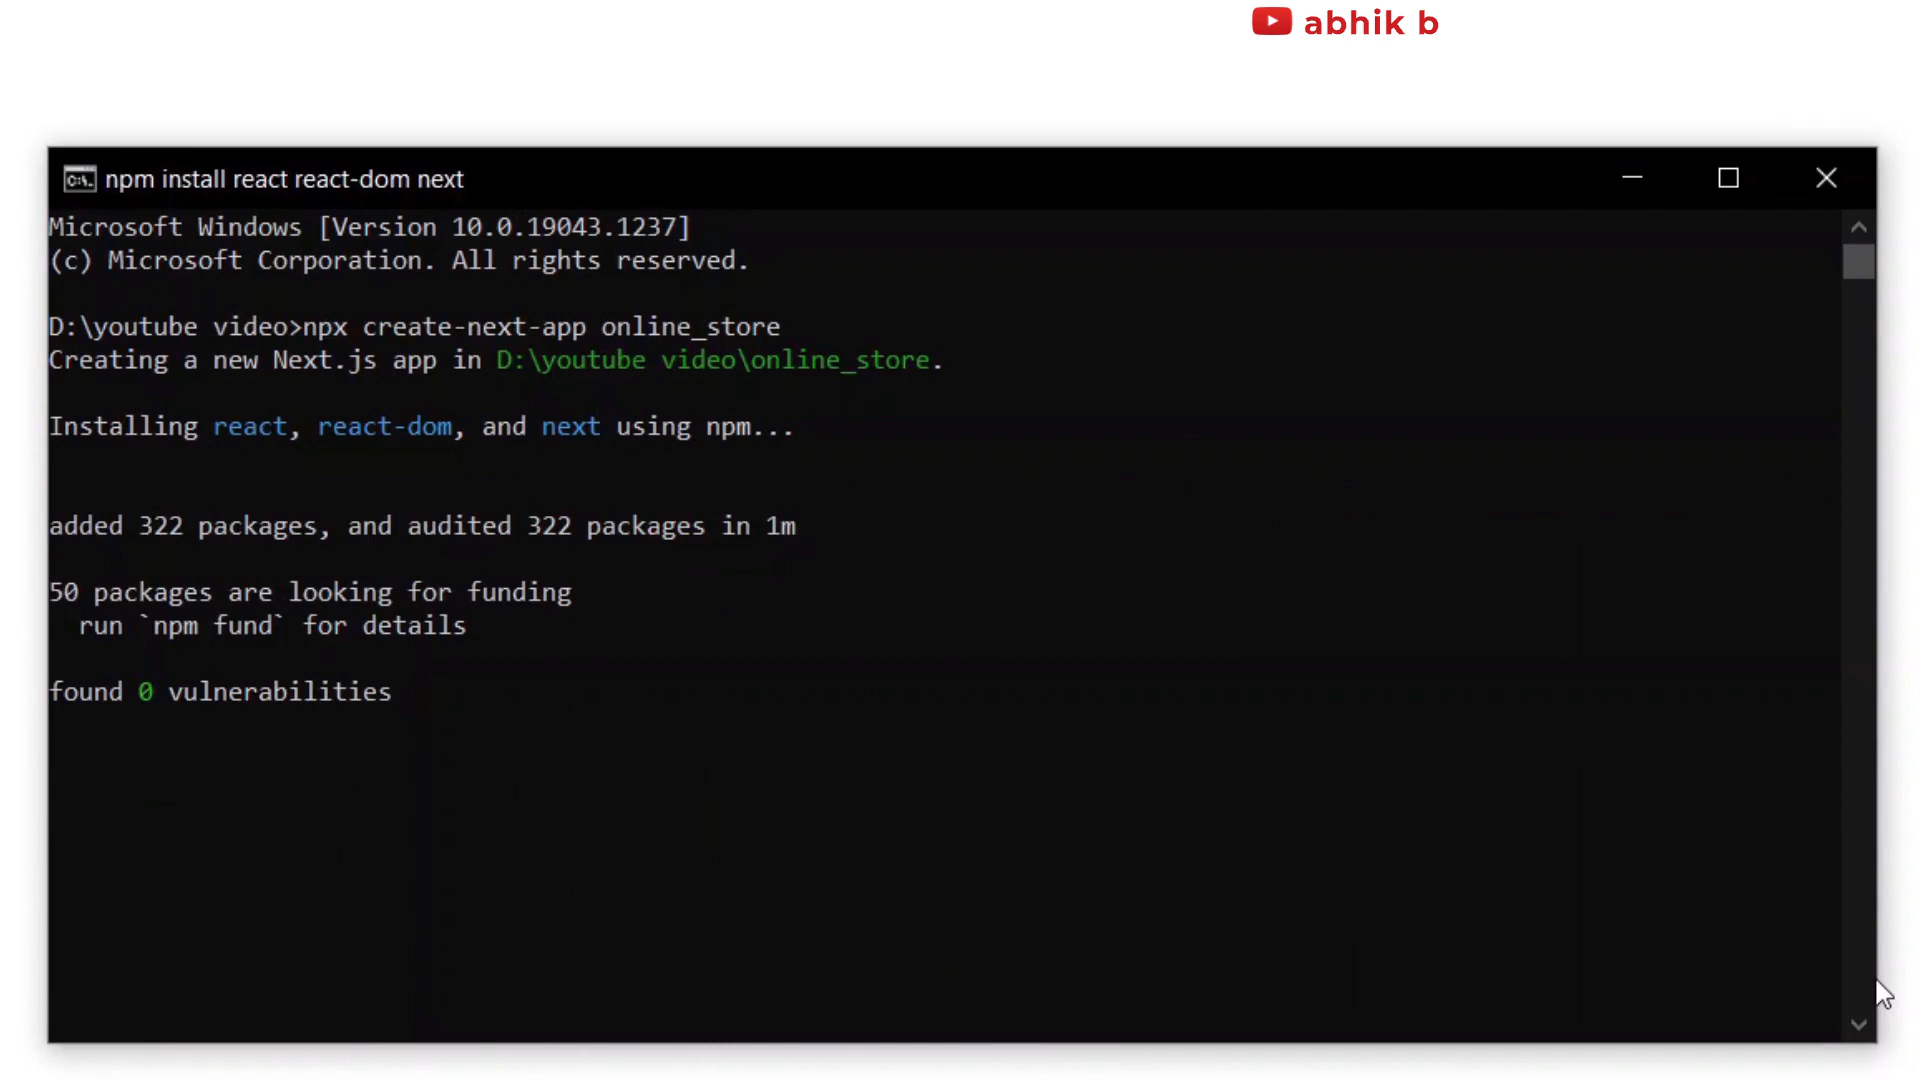 abhik b
npm install react react-dom next
Microsoft Windows [Version 10.0.19043.1237]
(c) Microsoft Corporation. All rights reserved.
D:\youtube video>npx create-next-app online_store
Creating a new Next.js app in D:\youtube video\online_store.
Installing react, react-dom, and next using npm...
added 322 packages, and audited 322 packages in 1m
50 packages are looking for funding
  run `npm fund` for details
found 0 vulnerabilities